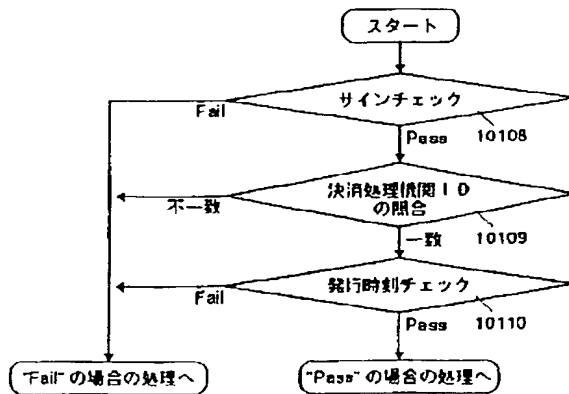 スタート
サインチェック
Fail
10108
Pass
決済処理機関ID
の照合
不一致
10109
一致
発行時刻チェック
Fail
10110
Pass
"Fail"の場合の処理へ
"Pass"の場合の処理へ